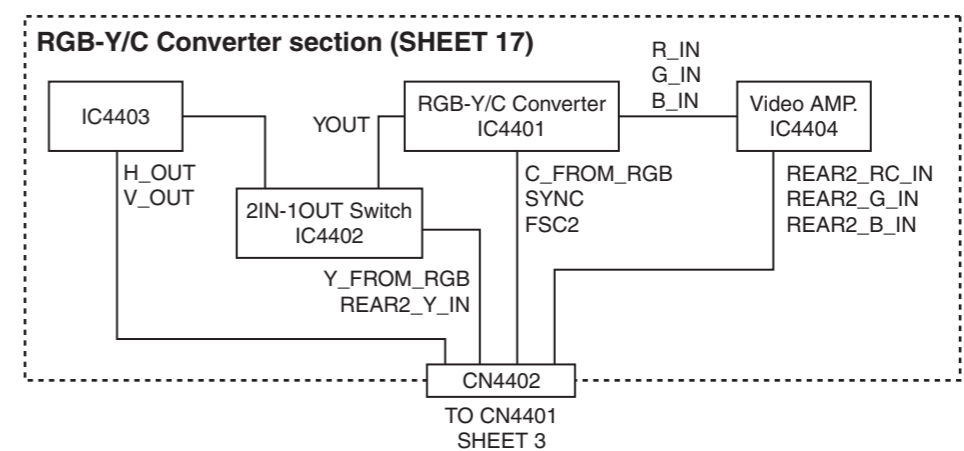 RGB-Y/C Converter section (SHEET 17)
R_IN
G_IN
B_IN
IC4403
YOUT
RGB-Y/C Converter
IC4401
Video AMP.
IC4404
H_OUT
V_OUT
2IN-1OUT Switch
IC4402
C_FROM_RGB
SYNC
FSC2
REAR2_RC_IN
REAR2_G_IN
REAR2_B_IN
Y_FROM_RGB
REAR2_Y_IN
CN4402
TO CN4401
SHEET 3